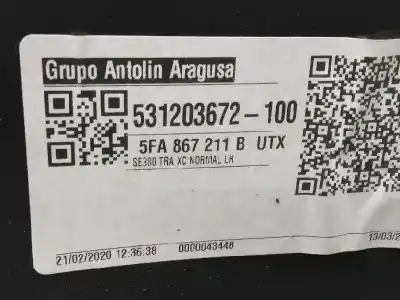 Grupo Antolin Aragusa
531203672-100
5FA 867 211 B UTX
SE380 TRA XC NORMAL LH
21/02/2020 12:36:38 0000043448
13/03/2